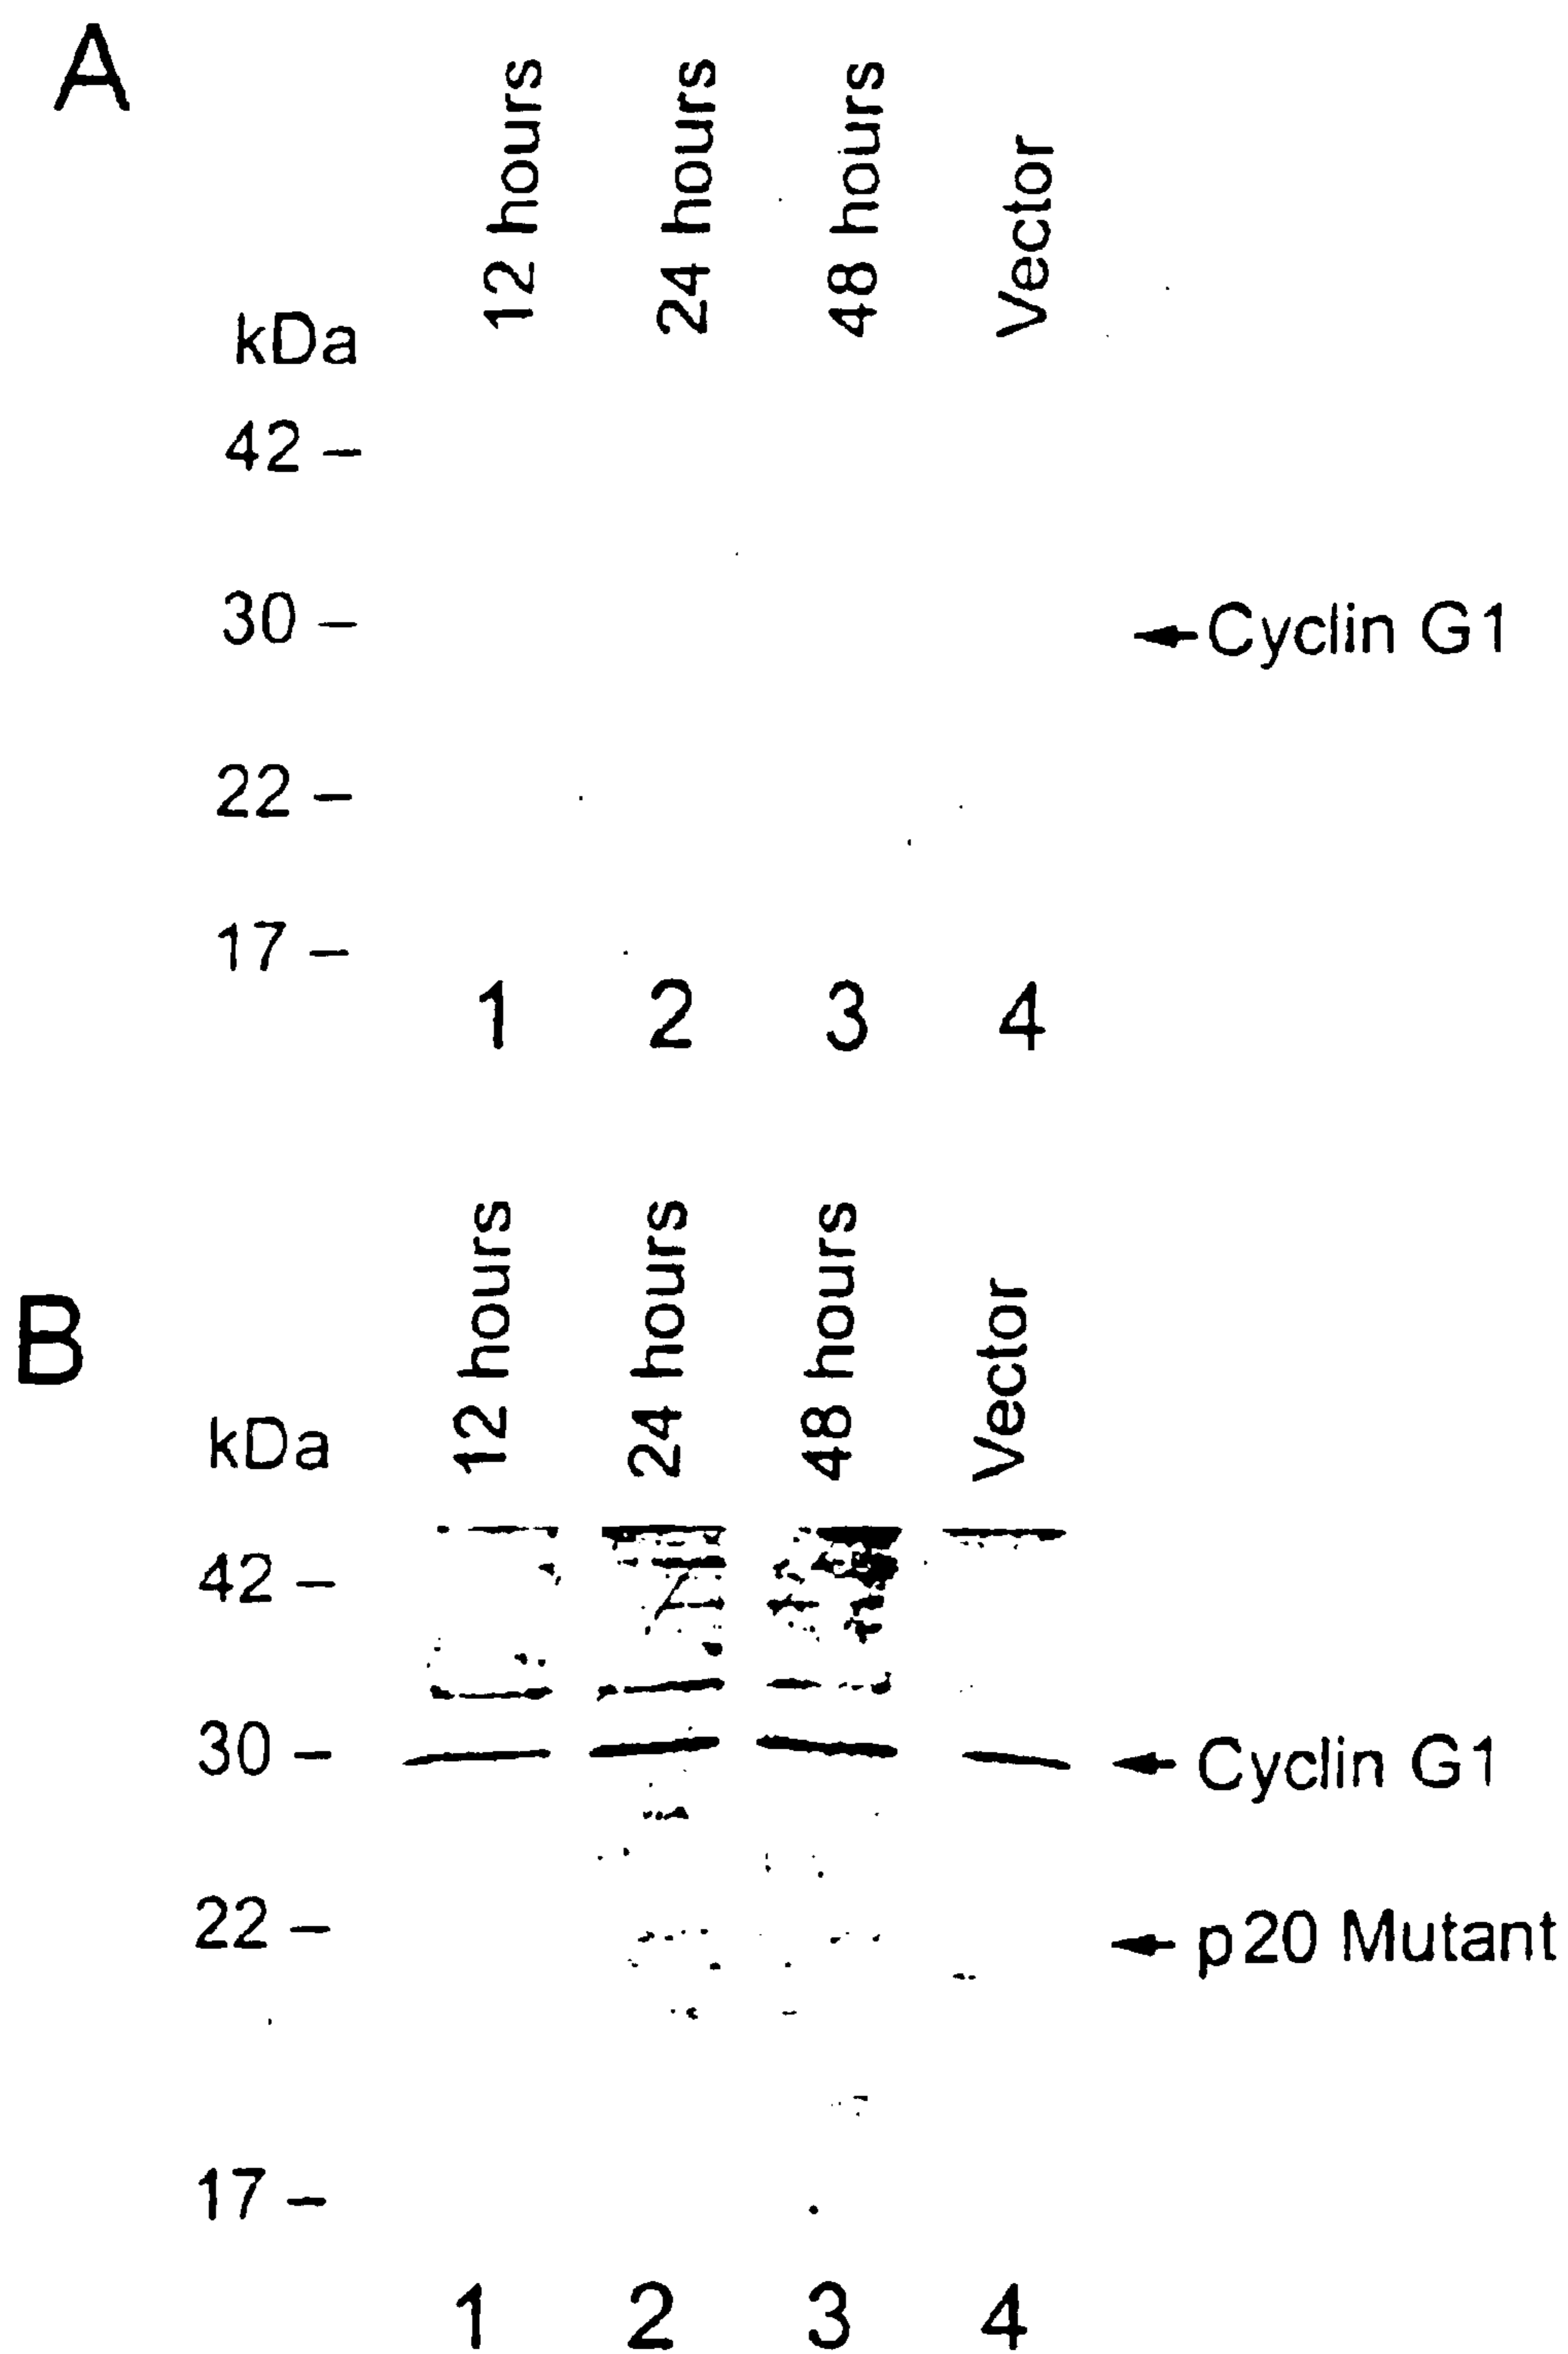 A
12 hours
24 hours
48 hours
Vector
kDa
42 –
30 –
Cyclin G1
22 –
17 –
1 2 3 4
B
12 hours
24 hours
48 hours
Vector
kDa
42 –
30 –
Cyclin G1
22 –
p20 Mutant
17 –
1 2 3 4